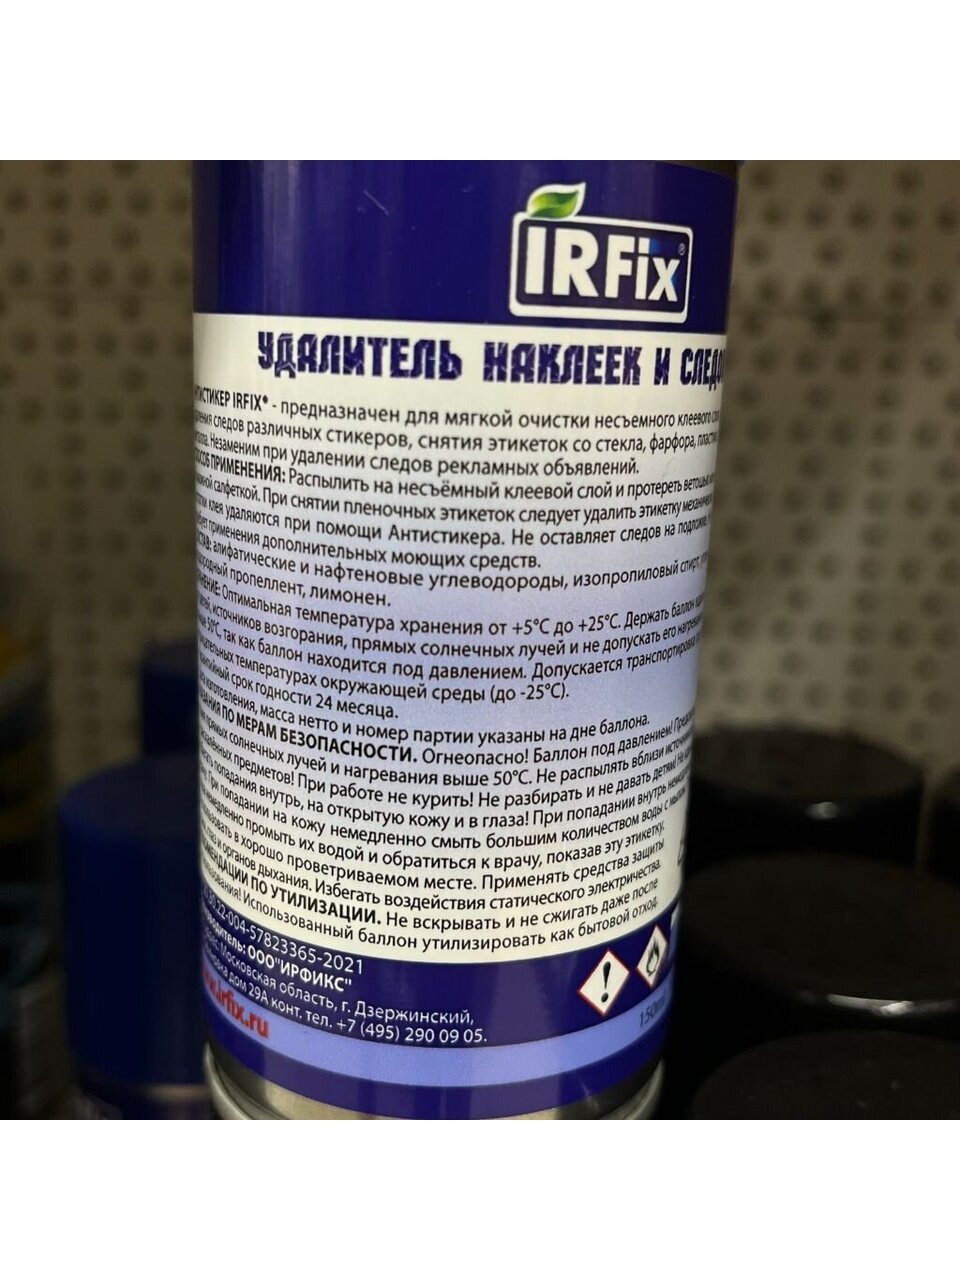 IRFix®
УДАЛИТЕЛЬ НАКЛЕЕК И
IRFIX® - предназначен для мягкой очистки несъемного клеевого
следов различных стикеров, снятия этикеток со стекла, фарфора,
Незаменим при удалении следов рекламных объявлений.
ПРИМЕНЕНИЯ: Распылить на несъёмный клеевой слой и протереть ветошью
салфеткой. При снятии пленочных этикеток следует удалить этикетку
клея удаляются при помощи Антистикера. Не оставляет следов на
применения дополнительных моющих средств.
алифатические и нафтеновые углеводороды, изопропиловый спирт,
пропеллент, лимонен.
Оптимальная температура хранения от +5°С до +25°С. Держать баллон
источников возгорания, прямых солнечных лучей и не допускать его
50°С, так как баллон находится под давлением. Допускается
температурах окружающей среды (до -25°С).
срок годности 24 месяца.
изготовления, масса нетто и номер партии указаны на дне баллона.
ПО МЕРАМ БЕЗОПАСНОСТИ. Огнеопасно! Баллон под давлением!
прямых солнечных лучей и нагревания выше 50°С. Не распылять вблизи
предметов! При работе не курить! Не разбирать и не давать детям! Не
попадания внутрь, на открытую кожу и в глаза! При попадании внутрь
При попадании на кожу немедленно смыть большим количеством воды с
промыть их водой и обратиться к врачу, показав эту этикетку.
в хорошо проветриваемом месте. Применять средства защиты
глаз и органов дыхания. Избегать воздействия статического электричества.
ПО УТИЛИЗАЦИИ. Не вскрывать и не сжигать даже после
Использованный баллон утилизировать как бытовой отход.
22-004-57823365-2021
ООО"ИРФИКС"
Московская область, г. Дзержинский,
дом 29А конт. тел. +7 (495) 290 09 05.
irfix.ru